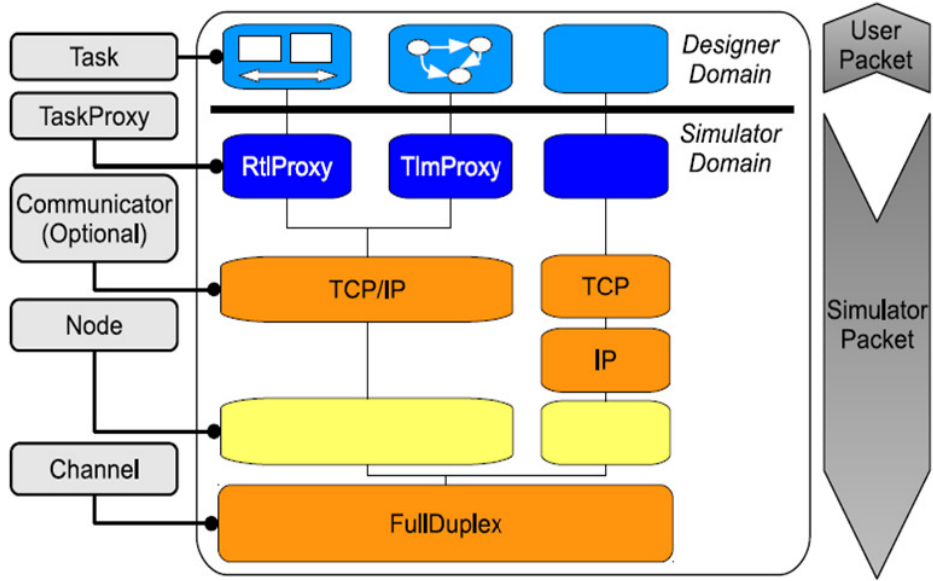 Task
TaskProxy
Communicator
(Optional)
Node
Channel
Designer
Domain
Simulator
Domain
RtlProxy
TlmProxy
TCP/IP
TCP
IP
FullDuplex
User
Packet
Simulator
Packet